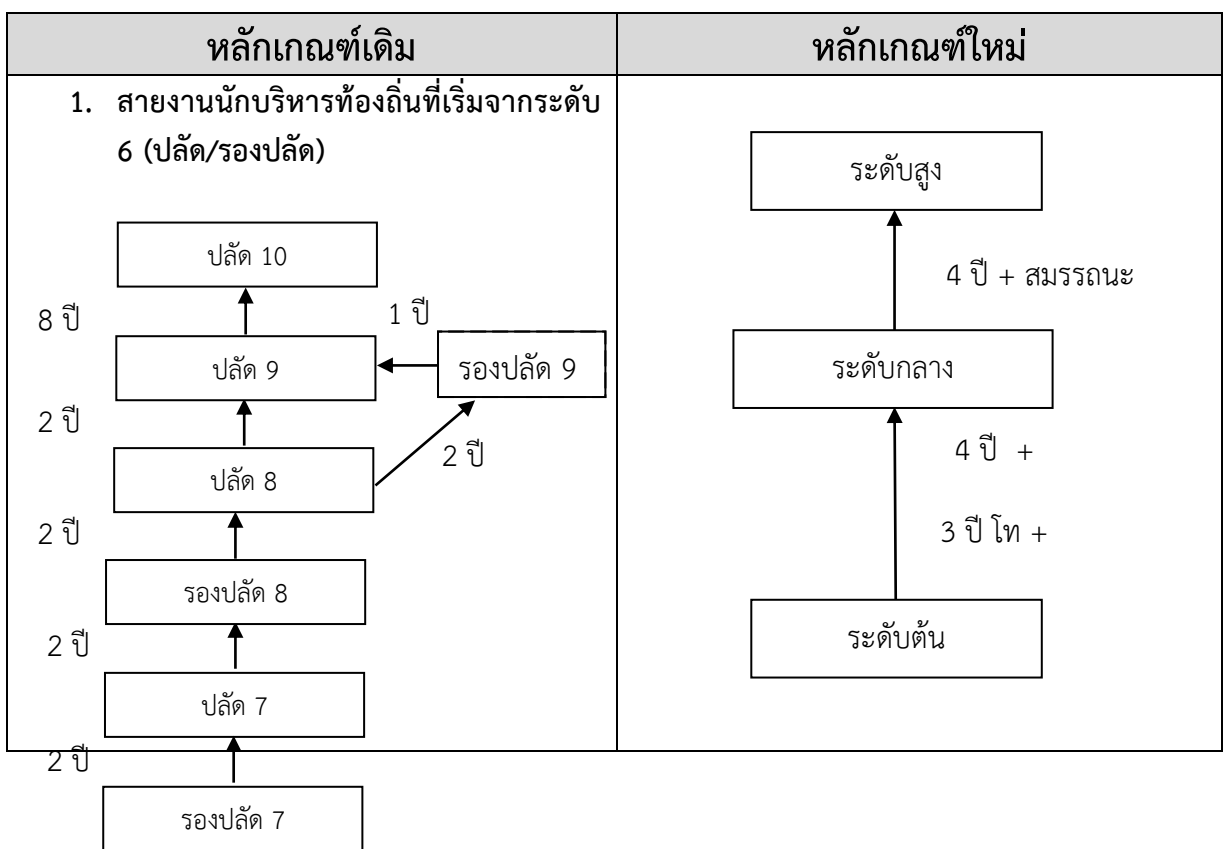 หลักเกณฑ์เดิม
หลักเกณฑ์ใหม่
1. สายงานนักบริหารท้องถิ่นที่เริ่มจากระดับ
6 (ปลัด/รองปลัด)
ปลัด 10
8 ปี
1 ปี
ปลัด 9
รองปลัด 9
2 ปี
2 ปี
ปลัด 8
2 ปี
รองปลัด 8
2 ปี
ปลัด 7
2 ปี
รองปลัด 7
ระดับสูง
4 ปี + สมรรถนะ
ระดับกลาง
4 ปี +
3 ปี โท +
ระดับต้น